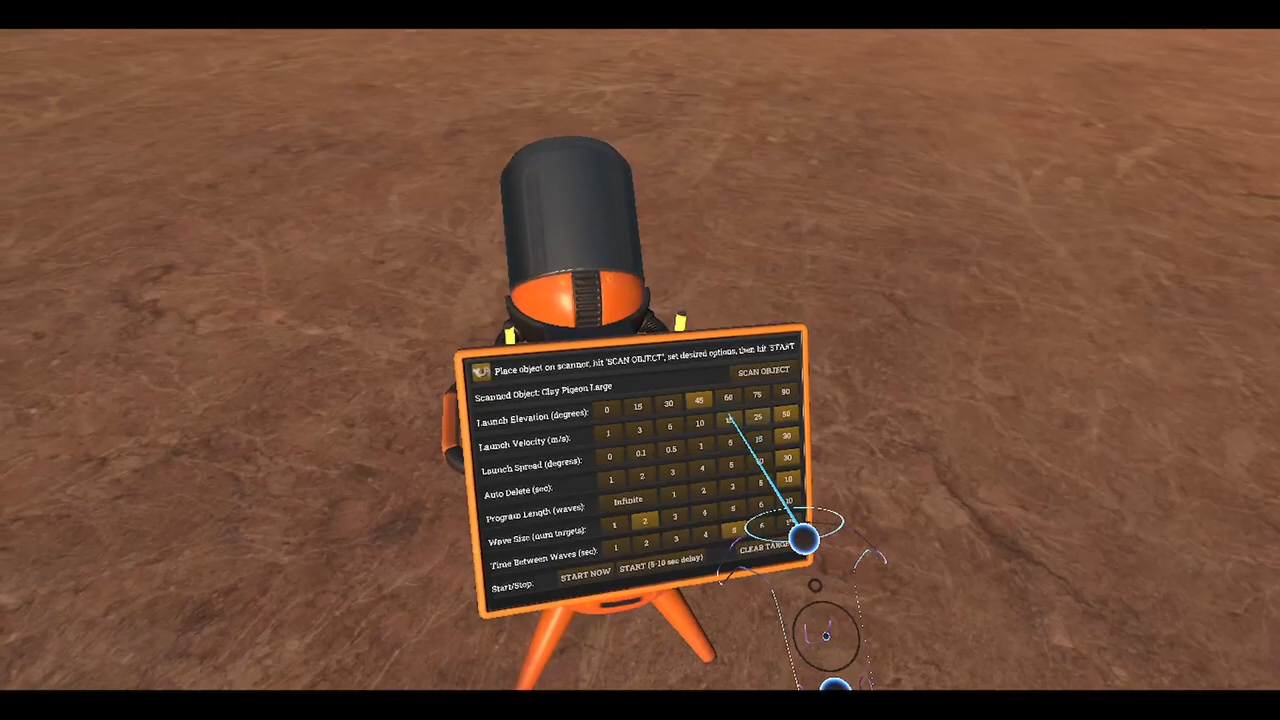 Place object on scanner, hit 'SCAN OBJECT', set desired options, then hit 'START
Scanned Object: Clay Pigeon Large SCAN OBJECT
Launch Elevation (degrees): 0 15 30 45 60 75 90
Launch Velocity (m/s): 1 3 6 10 15 25 50
Launch Spread (degrees): 0 0.1 0.5 1 5 15 30
Auto Delete (sec): 1 2 3 4 5 10 30
Program Length (waves): Infinite 1 2 3 5 10
Wave Size (num targets): 1 2 3 4 5 6 10
Time Between Waves (sec): 1 2 3 4 5 6
Start/Stop: START NOW START (5-10 sec delay) CLEAR